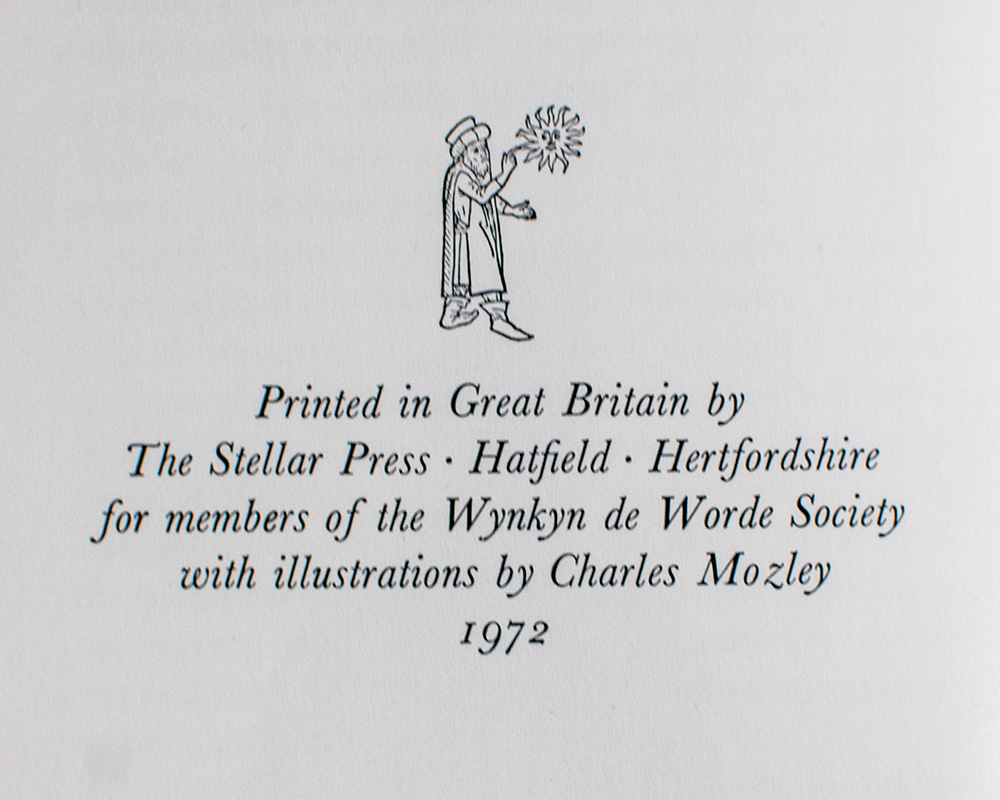 Printed in Great Britain by
The Stellar Press · Hatfield · Hertfordshire
for members of the Wynkyn de Worde Society
with illustrations by Charles Mozley
1972